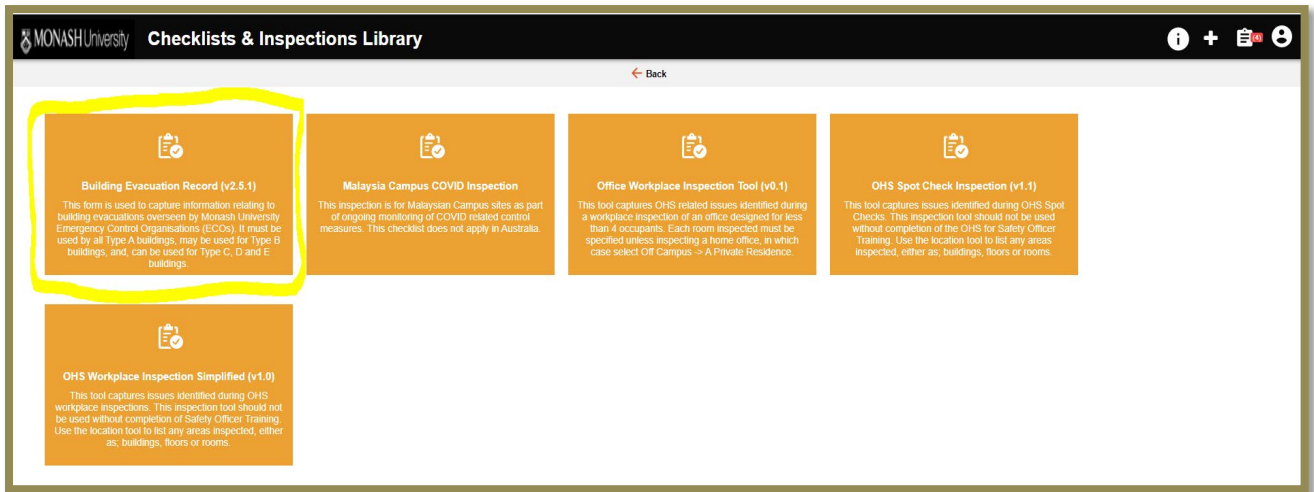 MONASH University Checklists & Inspections Library
i + (4)
← Back
Building Evacuation Record (v2.5.1)
This form is used to capture information relating to
building evacuations overseen by Monash University
Emergency Control Organisations (ECOs). It must be
used by all Type A buildings, may be used for Type B
buildings, and, can be used for Type C, D and E
buildings.
Malaysia Campus COVID Inspection
This inspection is for Malaysian Campus sites as part
of ongoing monitoring of COVID related control
measures. This checklist does not apply in Australia.
Office Workplace Inspection Tool (v0.1)
This tool captures OHS related issues identified during
a workplace inspection of an office designed for less
than 4 occupants. Each room inspected must be
specified unless inspecting a home office, in which
case select Off Campus -> A Private Residence.
OHS Spot Check Inspection (v1.1)
This tool captures issues identified during OHS Spot
Checks. This inspection tool should not be used
without completion of the OHS for Safety Officer
Training. Use the location tool to list any areas
inspected, either as; buildings, floors or rooms.
OHS Workplace Inspection Simplified (v1.0)
This tool captures issues identified during OHS
workplace inspections. This inspection tool should not
be used without completion of Safety Officer Training.
Use the location tool to list any areas inspected, either
as; buildings, floors or rooms.